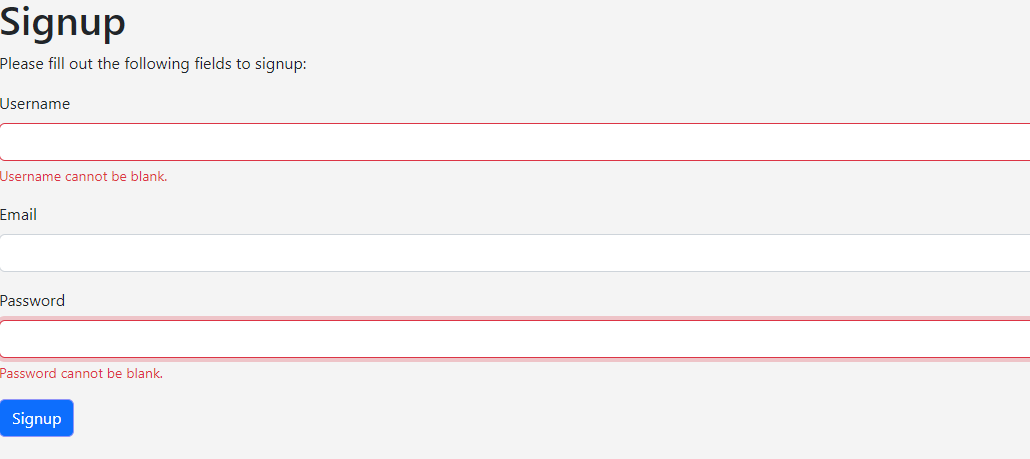 Signup
Please fill out the following fields to signup:
Username
Username cannot be blank.
Email
Password
Password cannot be blank.
Signup